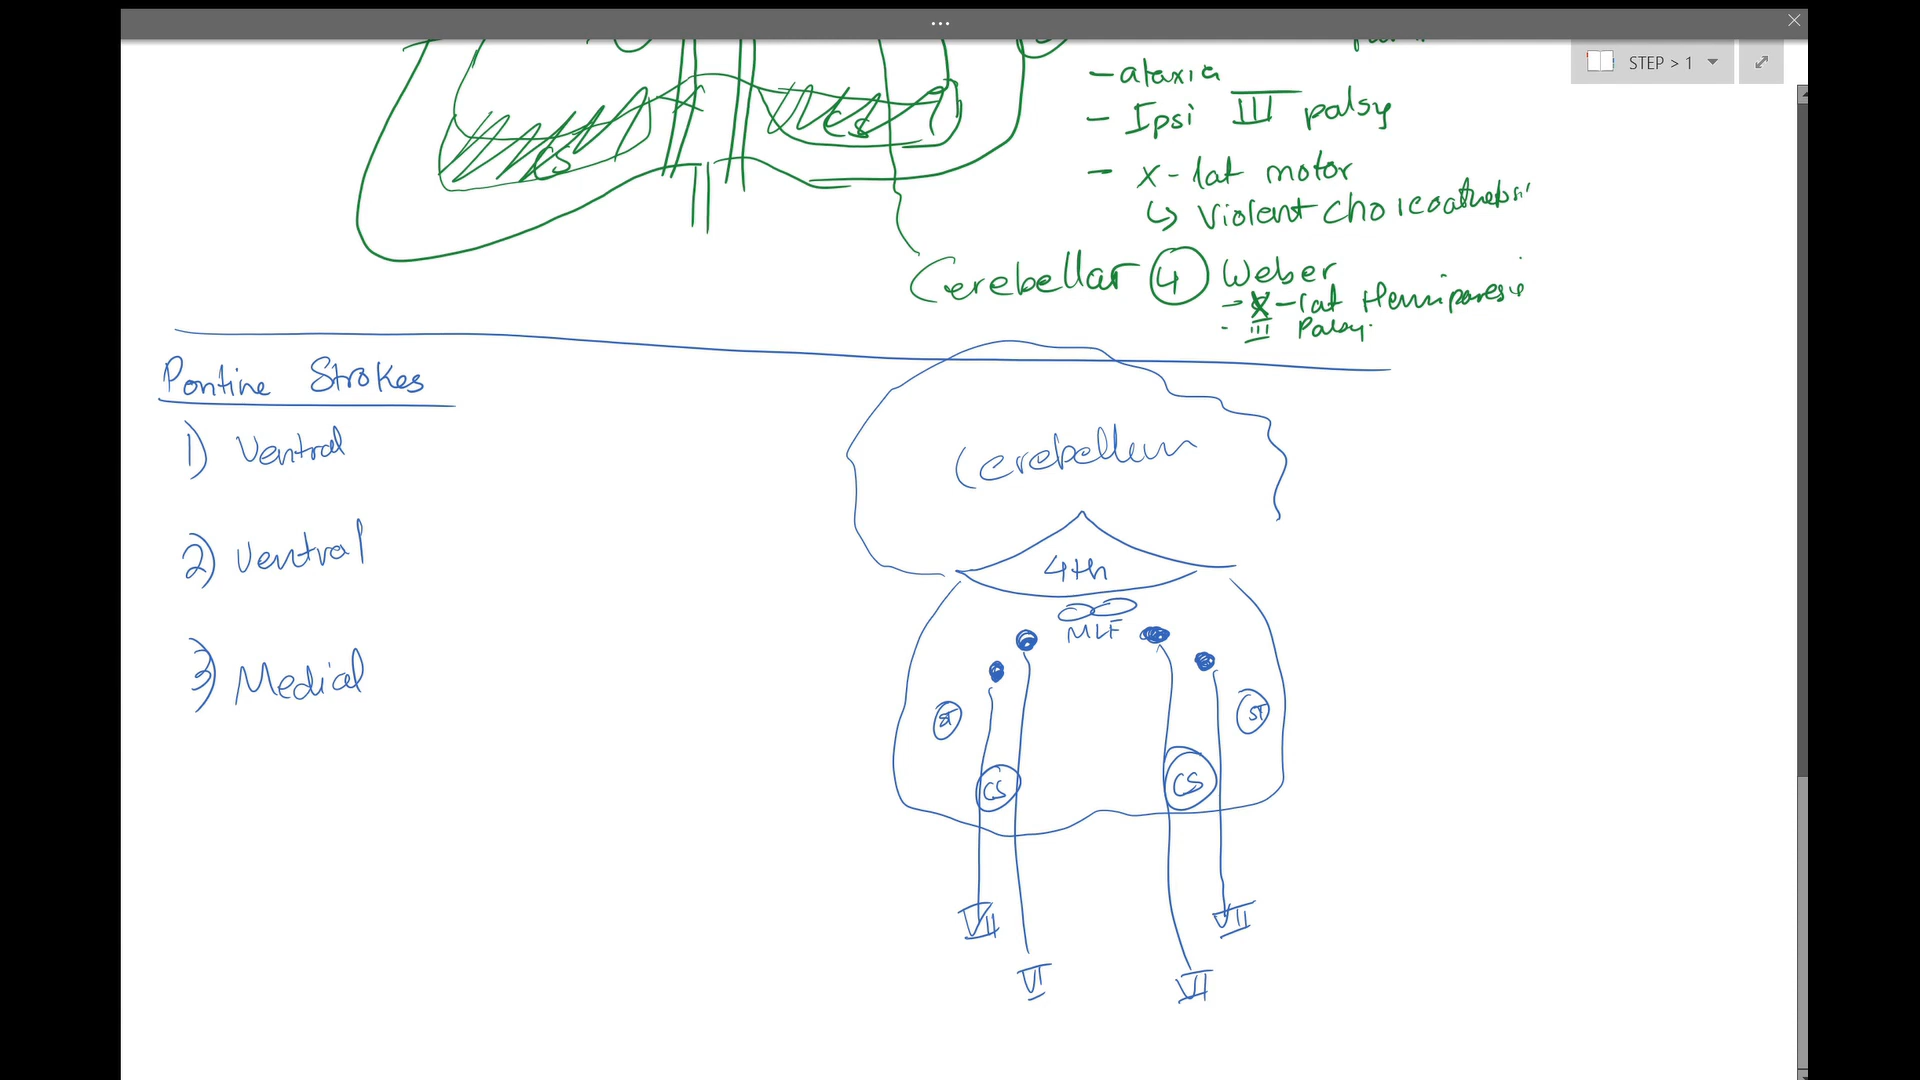 STEP > 1
- ataxia
- Ipsi III palsy
- X-lat motor
↳ Violent
CS
CS
Cerebellar ④ Weber
- X-lat Hemiparesis
- III Palsy.
Pontine Strokes
1) Ventral
2) Ventral
3) Medial
Cerebellum
4th
MLF
ST
ST
CS
CS
VII
VII
VI
VI